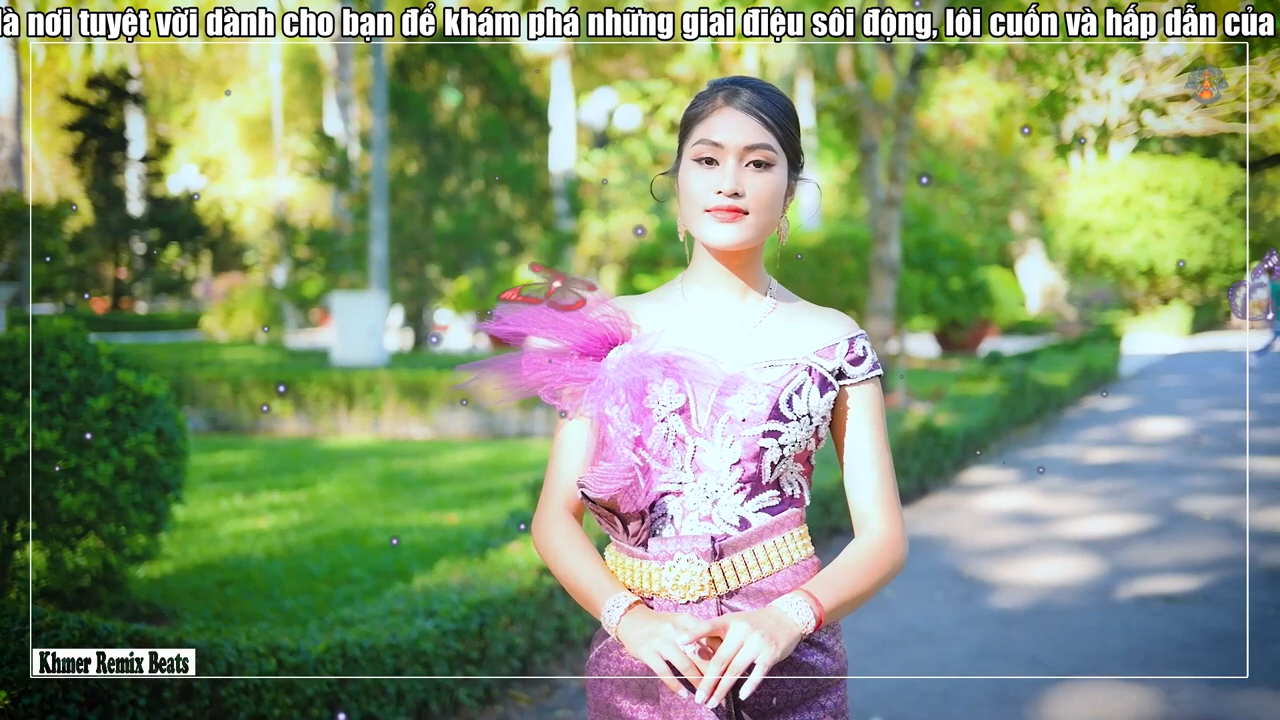 là nơi tuyệt vời dành cho bạn để khám phá những giai điệu sôi động, lôi cuốn và hấp dẫn của
Khmer Remix Beats